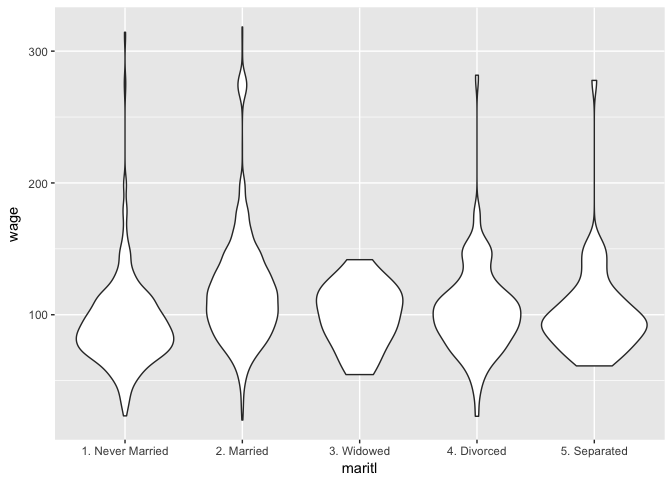 300
200
100
wage
1. Never Married 2. Married 3. Widowed 4. Divorced 5. Separated
maritl